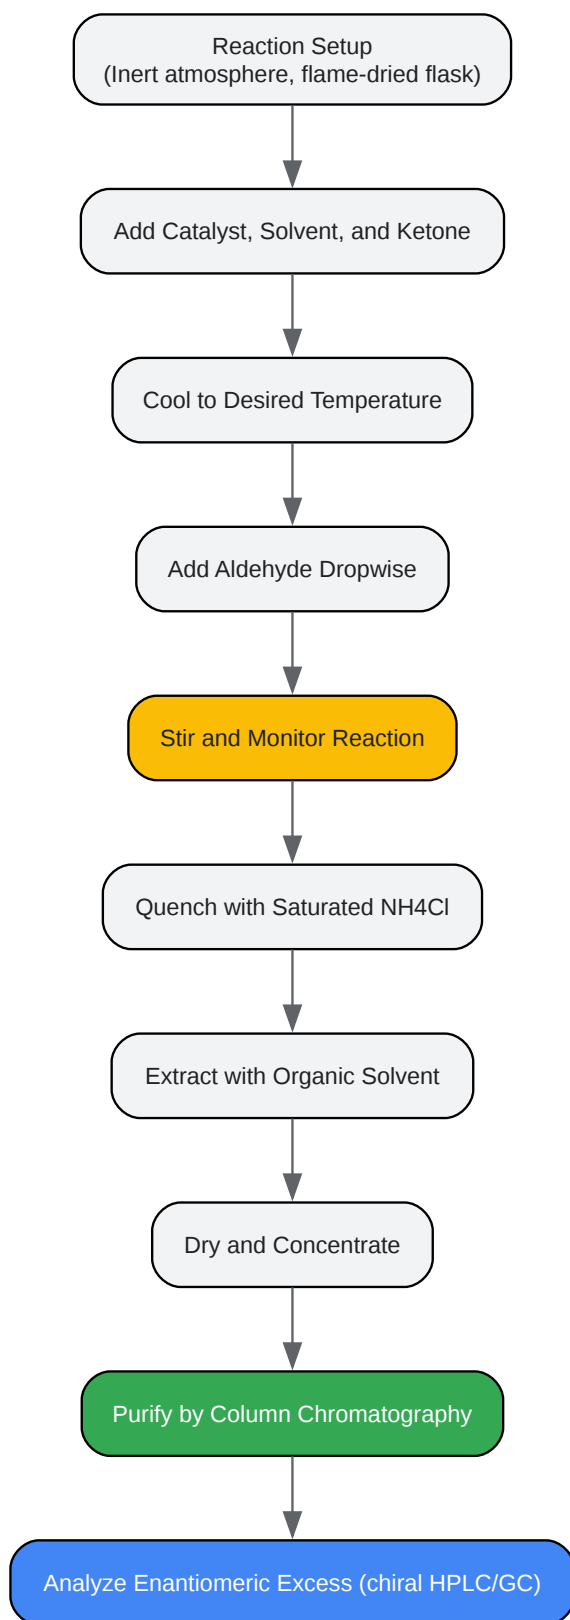 Reaction Setup
(Inert atmosphere, flame-dried flask)
Add Catalyst, Solvent, and Ketone
Cool to Desired Temperature
Add Aldehyde Dropwise
Stir and Monitor Reaction
Quench with Saturated NH4Cl
Extract with Organic Solvent
Dry and Concentrate
Purify by Column Chromatography
Analyze Enantiomeric Excess (chiral HPLC/GC)